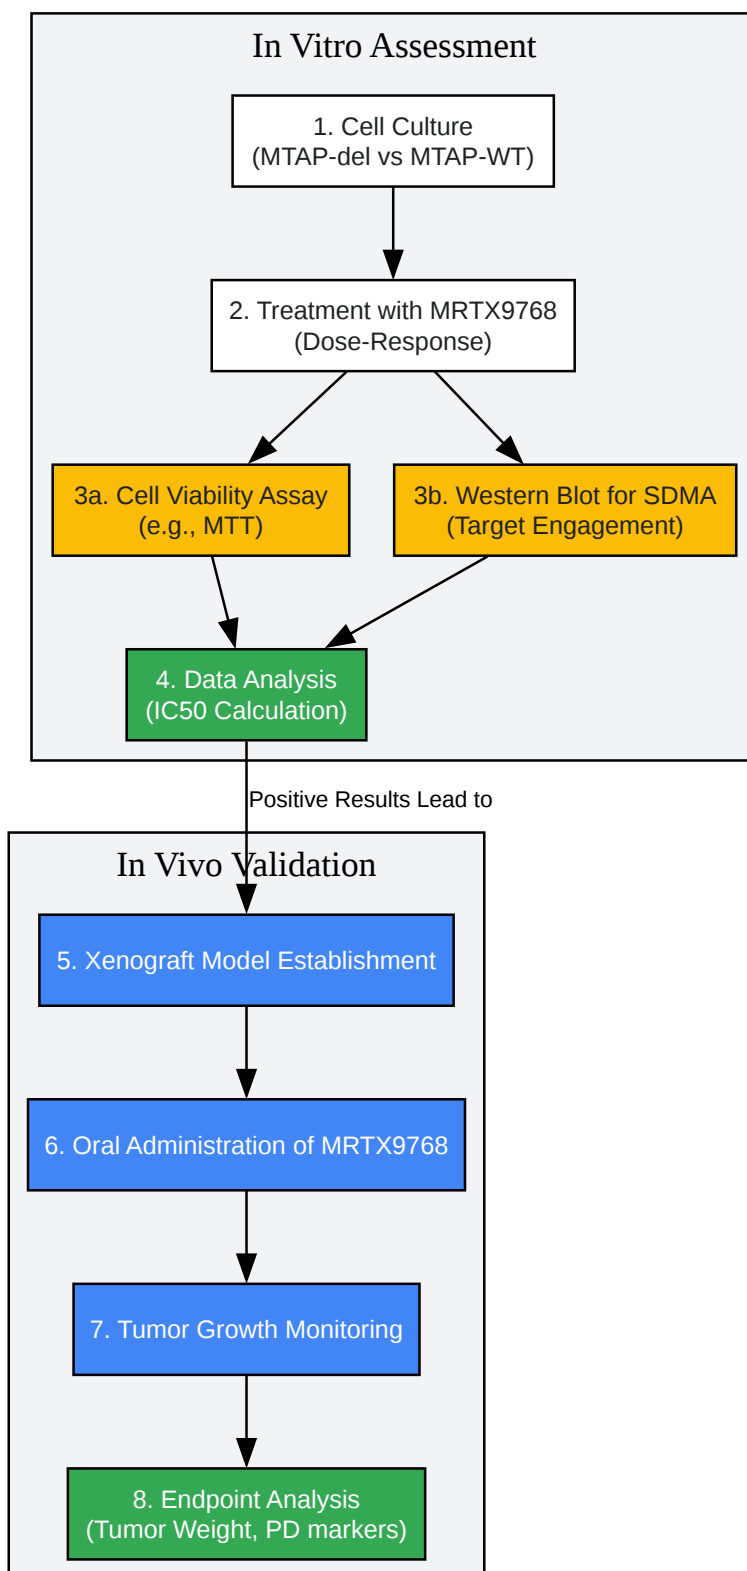 In Vitro Assessment
1. Cell Culture
(MTAP-del vs MTAP-WT)
2. Treatment with MRTX9768
(Dose-Response)
3a. Cell Viability Assay
(e.g., MTT)
3b. Western Blot for SDMA
(Target Engagement)
4. Data Analysis
(IC50 Calculation)
Positive Results Lead to
In Vivo Validation
5. Xenograft Model Establishment
6. Oral Administration of MRTX9768
7. Tumor Growth Monitoring
8. Endpoint Analysis
(Tumor Weight, PD markers)